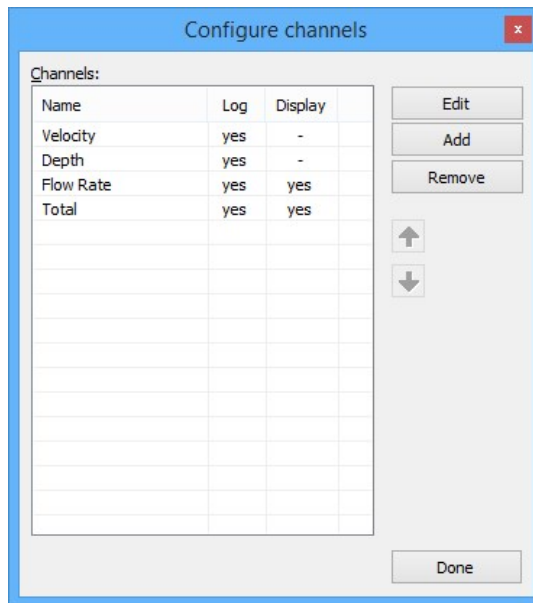 Configure channels
x
Channels:
Name Log Display
Velocity yes -
Depth yes -
Flow Rate yes yes
Total yes yes
Edit
Add
Remove
Done